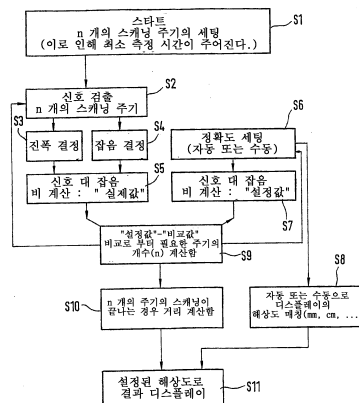 스타트
n 개의 스캐닝 주기의 세팅
(이로 인해 최소 측정 시간이 주어진다.)
S1
S2
신호 검출
n 개의 스캐닝 주기
S3
진폭 결정
S4
잡음 결정
S6
정확도 세팅
(자동 또는 수동)
신호 대 잡음
비 계산 : " 실제값"
S5
신호 대 잡음
비 계산 : "설정값"
S7
"설정값"-"비교값"
비교로 부터 필요한 주기의
개수(n) 계산함
S9
S10
n 개의 주기의 스캐닝이
끝나는 경우 거리 계산함
S8
자동 또는 수동으로
디스플레이의
해상도 매칭(mm, cm, ...
설정된 해상도로
결과 디스플레이
S11